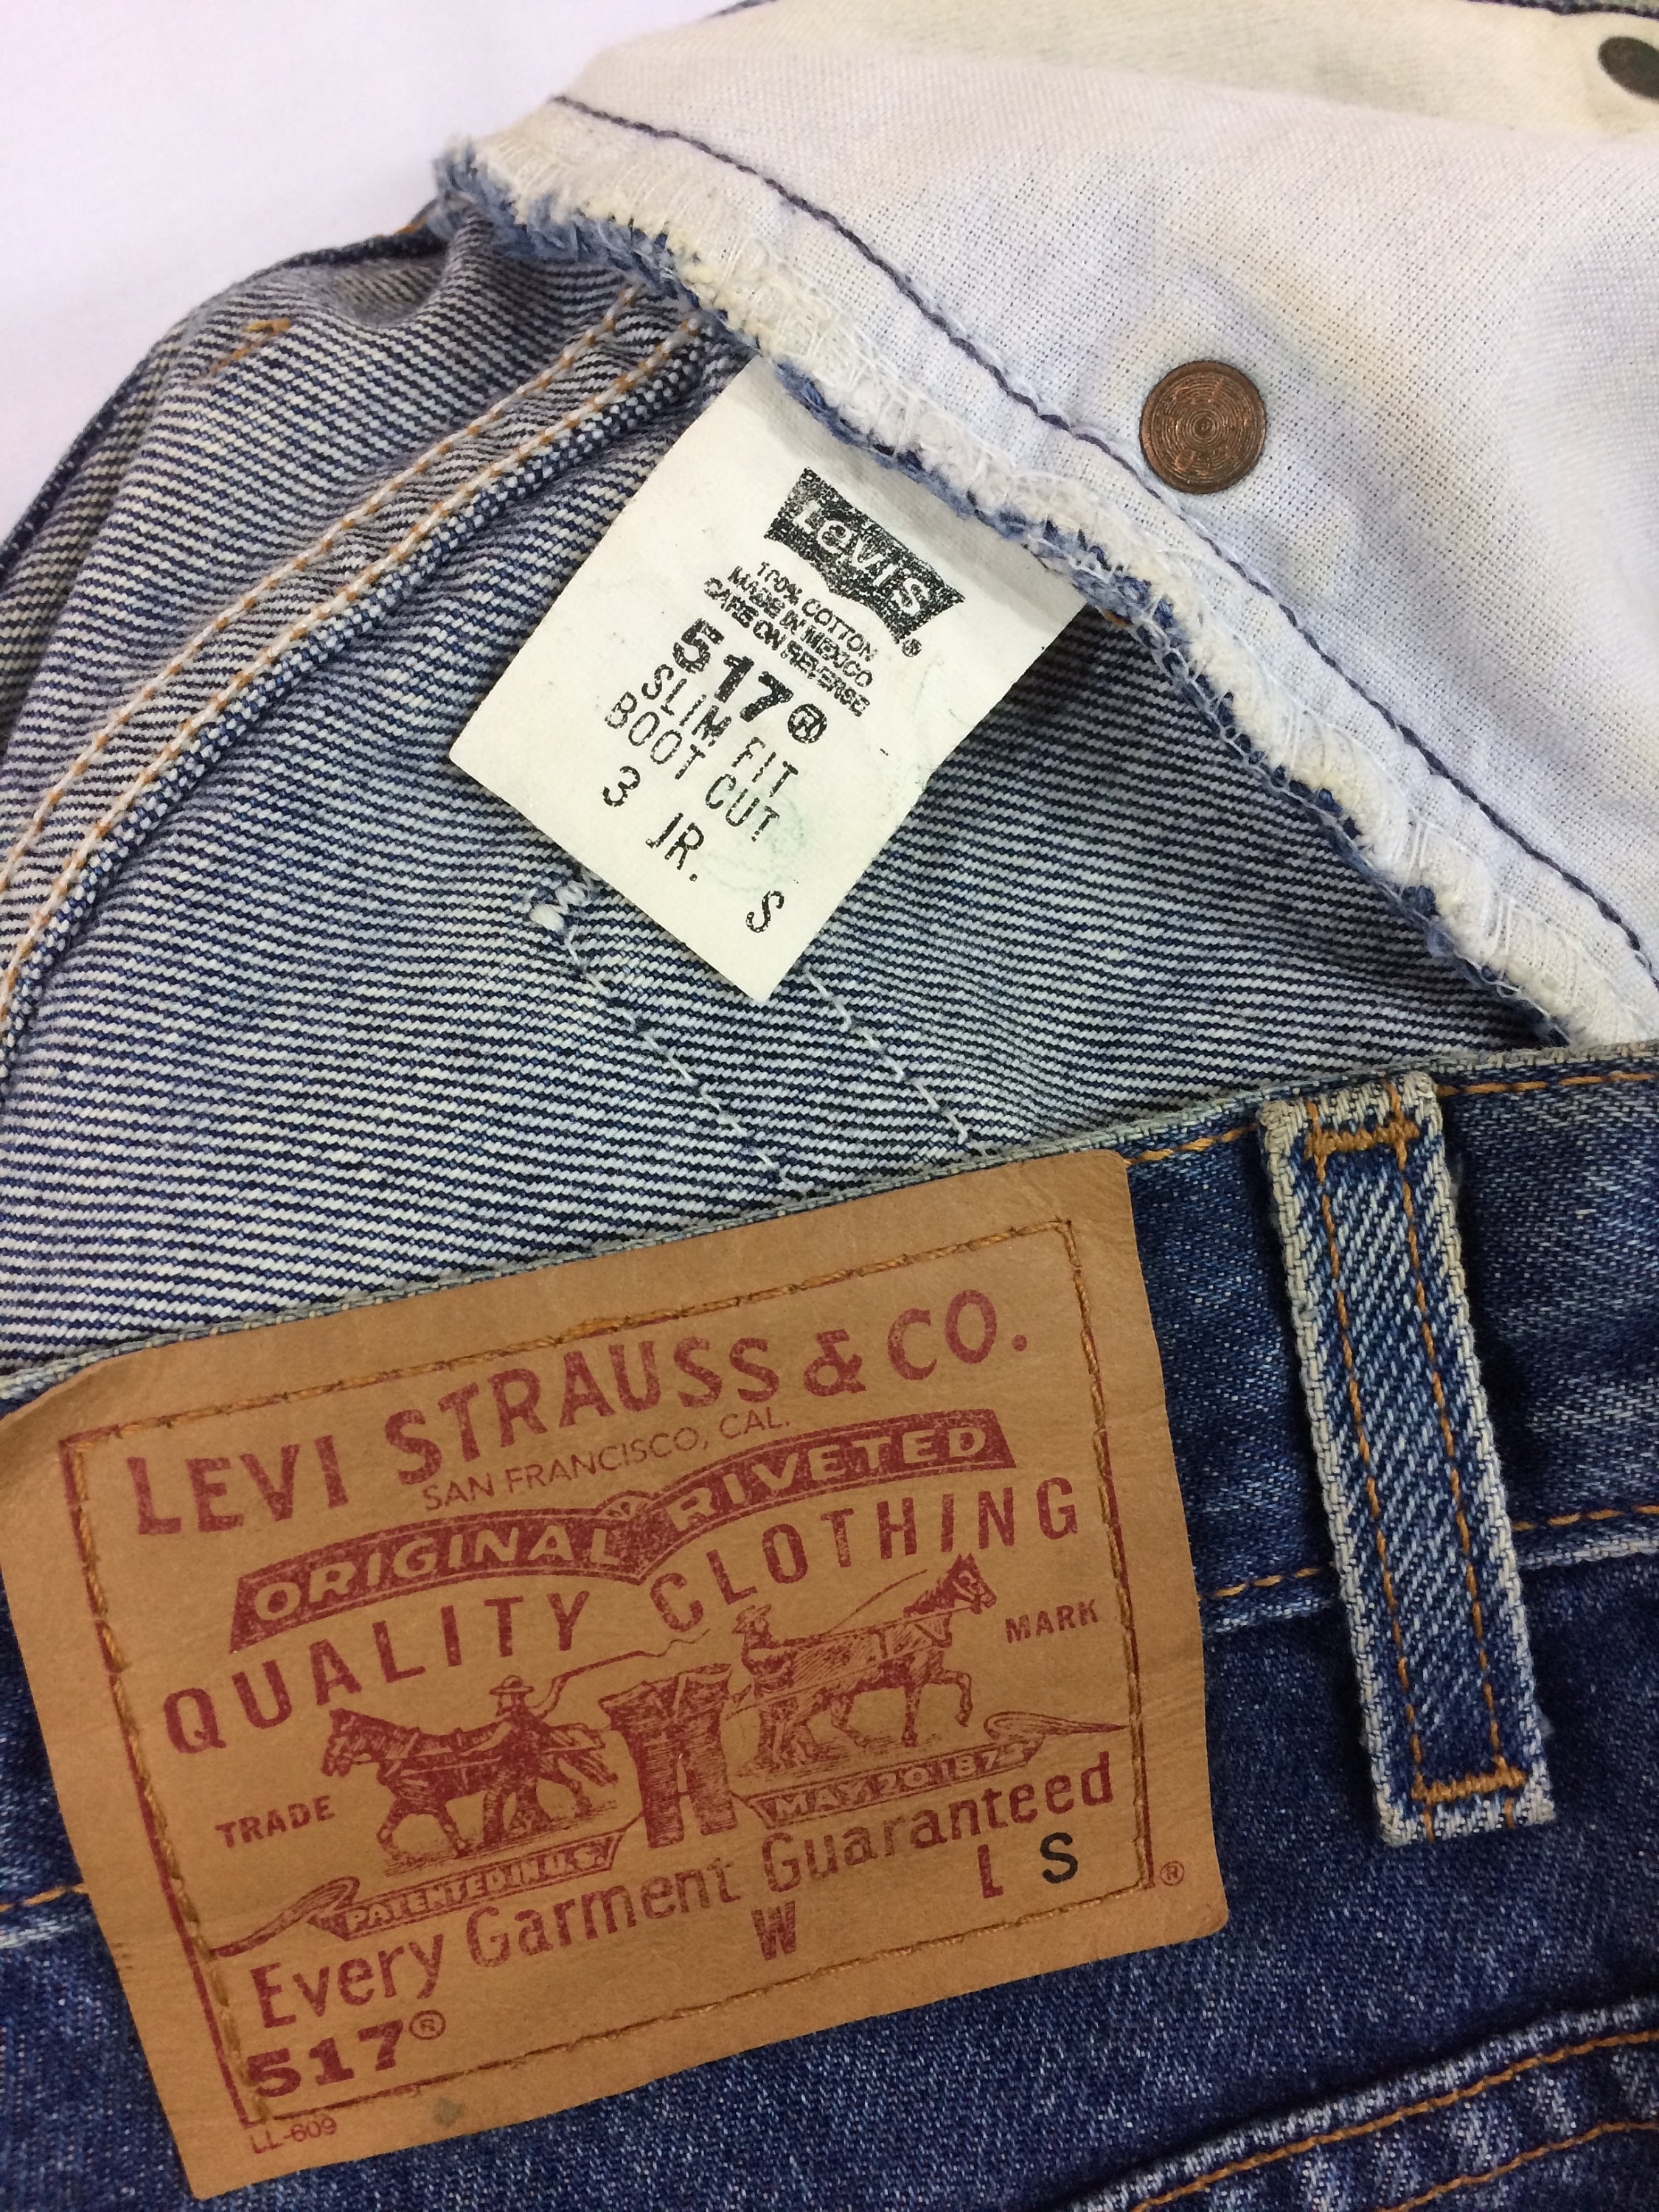 Levi's®
100% COTTON
MADE IN MEXICO
CARE ON REVERSE
517®
SLIM FIT
BOOT CUT
3 JR. S
LEVI STRAUSS & CO.
SAN FRANCISCO, CAL.
ORIGINAL RIVETED
QUALITY CLOTHING
TRADE MARK
PATENTED IN U.S. MAY 20 1873
Every Garment Guaranteed
W L S ®
517®
LL-609